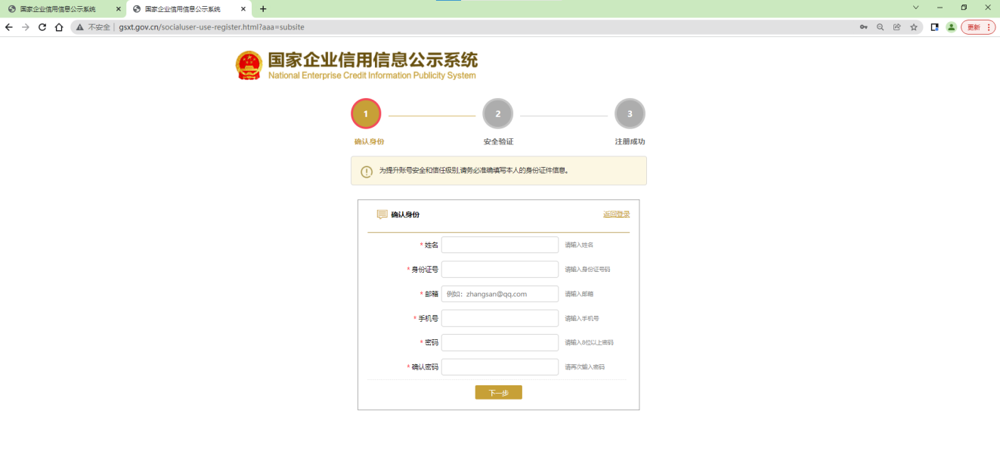 国家企业信用信息公示系统
国家企业信用信息公示系统
不安全 gsxt.gov.cn/socialuser-use-register.html?aaa=subsite
更新
国家企业信用信息公示系统
National Enterprise Credit Information Publicity System
1 2 3
确认身份 安全验证 注册成功
为提升账号安全和信任级别,请务必准确填写本人的身份证件信息。
确认身份 返回登录
* 姓名 请输入姓名
* 身份证号 请输入身份证号码
* 邮箱 例如：zhangsan@qq.com 请输入邮箱
* 手机号 请输入手机号
* 密码 请输入8位以上密码
* 确认密码 请再次输入密码
下一步